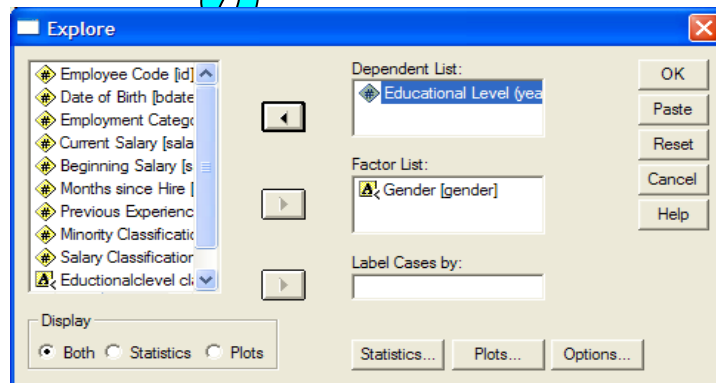 Explore
Employee Code [id]
Date of Birth [bdate
Employment Catego
Current Salary [sala
Beginning Salary [s
Months since Hire [
Previous Experienc
Minority Classificatic
Salary Classification
Eductionalclevel cla
Dependent List:
Educational Level (yea
Factor List:
Gender [gender]
Label Cases by:
OK
Paste
Reset
Cancel
Help
Display
Both Statistics Plots
Statistics... Plots... Options...